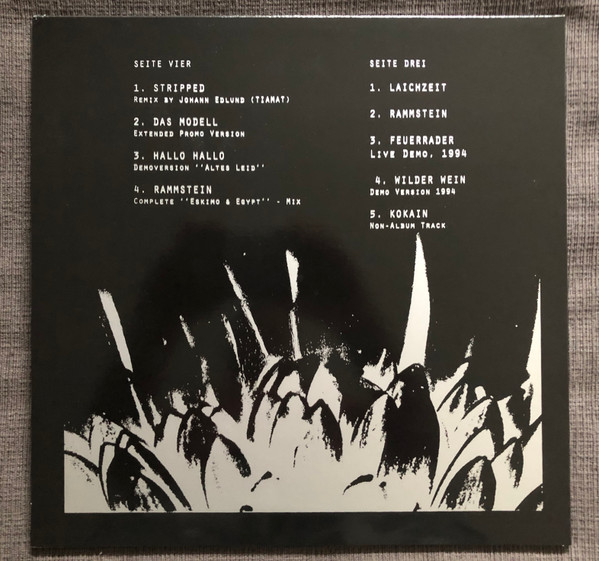 SEITE VIER
1. STRIPPED
REMIX BY JOHANN EDLUND (TIAMAT)
2. DAS MODELL
EXTENDED PROMO VERSION
3. HALLO HALLO
DEMOVERSION ''ALTES LEID''
4. RAMMSTEIN
COMPLETE ''ESKIMO & EGYPT'' - MIX
SEITE DREI
1. LAICHZEIT
2. RAMMSTEIN
3. FEUERRADER
LIVE DEMO, 1994
4. WILDER WEIN
DEMO VERSION 1994
5. KOKAIN
NON-ALBUM TRACK